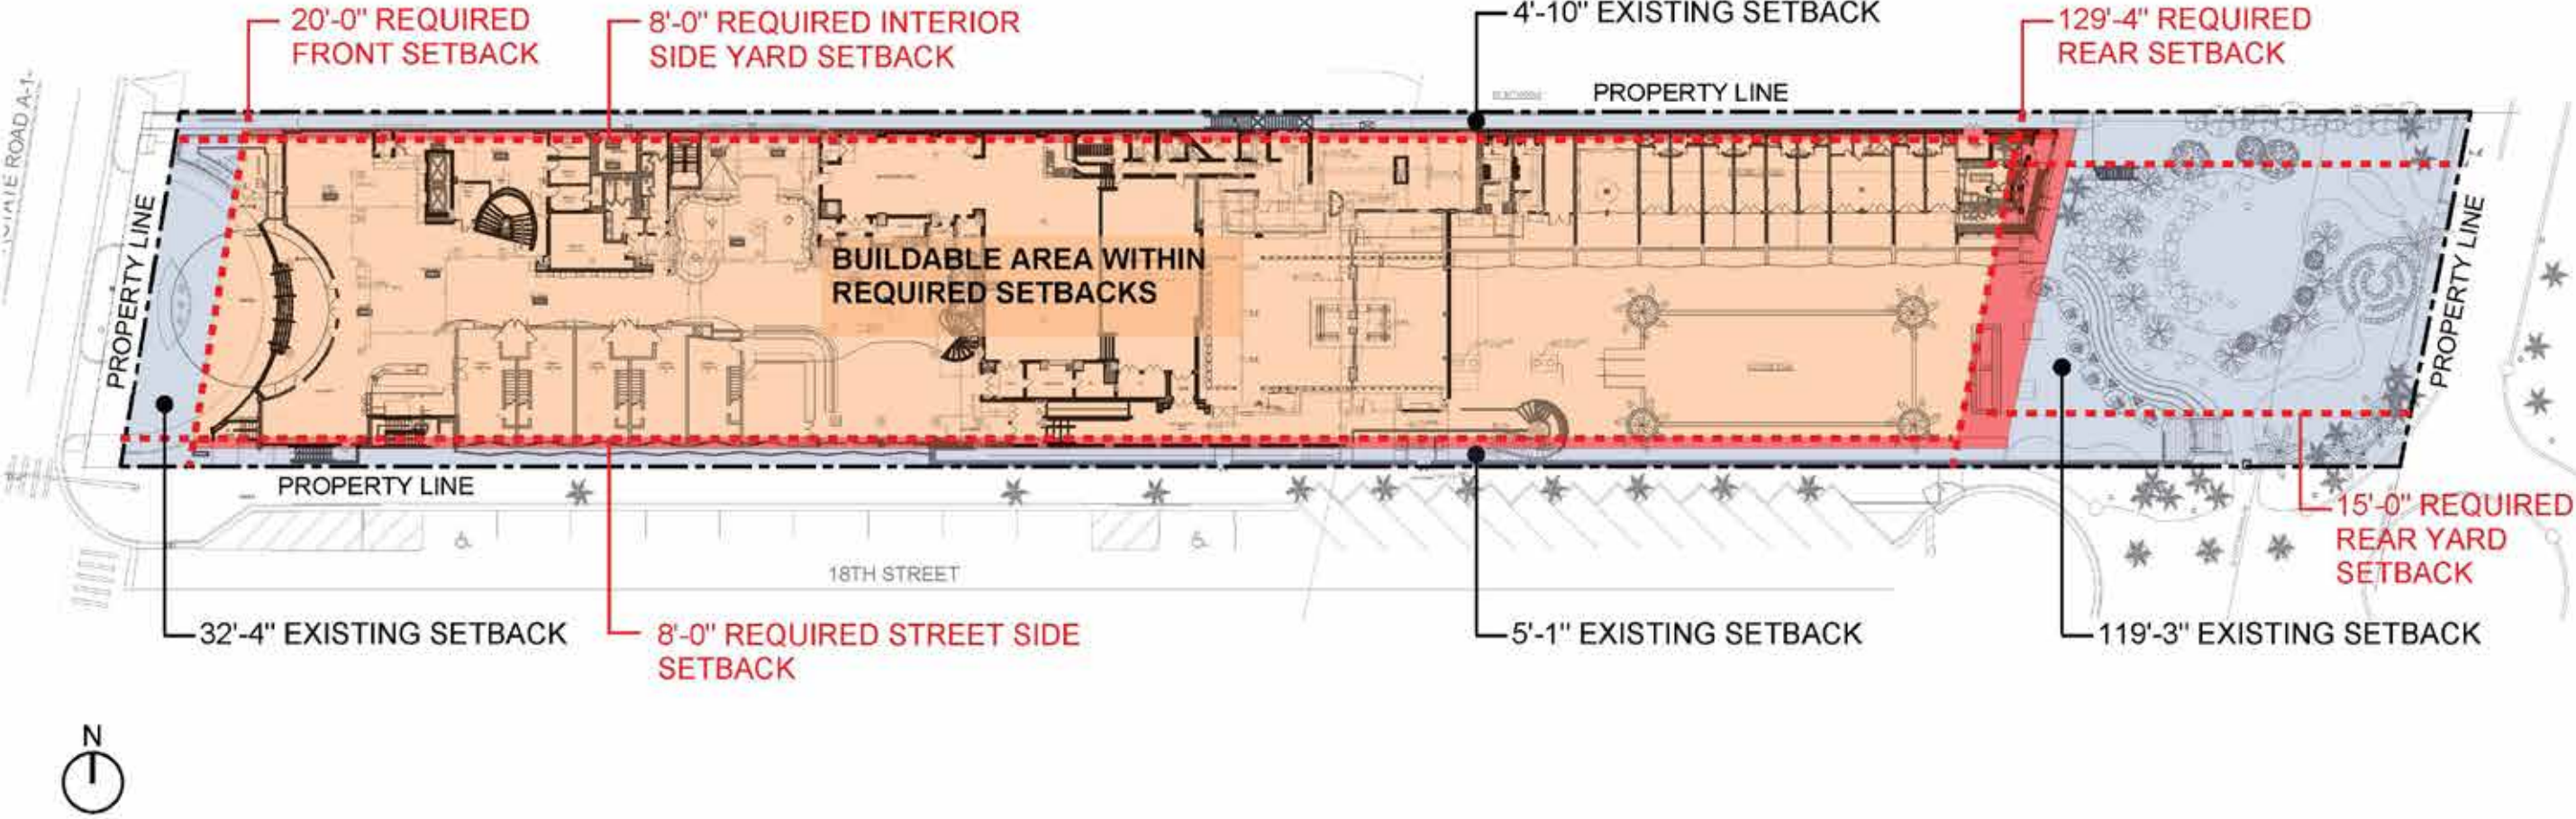 20'-0" REQUIRED
FRONT SETBACK
8'-0" REQUIRED INTERIOR
SIDE YARD SETBACK
4'-10" EXISTING SETBACK
129'-4" REQUIRED
REAR SETBACK
PROPERTY LINE
ROAD A-1-
PROPERTY LINE
BUILDABLE AREA WITHIN
REQUIRED SETBACKS
PROPERTY LINE
PROPERTY LINE
15'-0" REQUIRED
REAR YARD
SETBACK
18TH STREET
32'-4" EXISTING SETBACK
8'-0" REQUIRED STREET SIDE
SETBACK
5'-1" EXISTING SETBACK
119'-3" EXISTING SETBACK
N